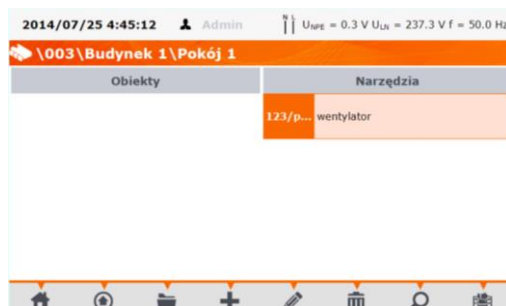 2014/07/25 4:45:12 Admin N L UNPE = 0.3 V ULN = 237.3 V f = 50.0 Hz
\003\Budynek 1\Pokój 1
Obiekty Narzędzia
123/p... wentylator